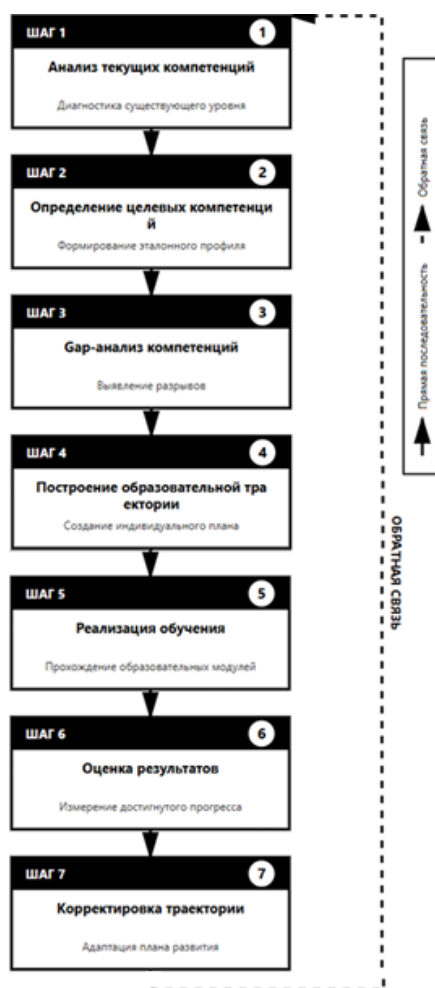 ШАГ 1
1
Анализ текущих компетенций
Диагностика существующего уровня
ШАГ 2
2
Определение целевых компетенци
й
Формирование эталонного профиля
ШАГ 3
3
Gap-анализ компетенций
Выявление разрывов
ШАГ 4
4
Построение образовательной тра
ектории
Создание индивидуального плана
ШАГ 5
5
Реализация обучения
Прохождение образовательных модулей
ШАГ 6
6
Оценка результатов
Измерение достигнутого прогресса
ШАГ 7
7
Корректировка траектории
Адаптация плана развития
ОБРАТНАЯ СВЯЗЬ
Прямая последовательность
Обратная связь